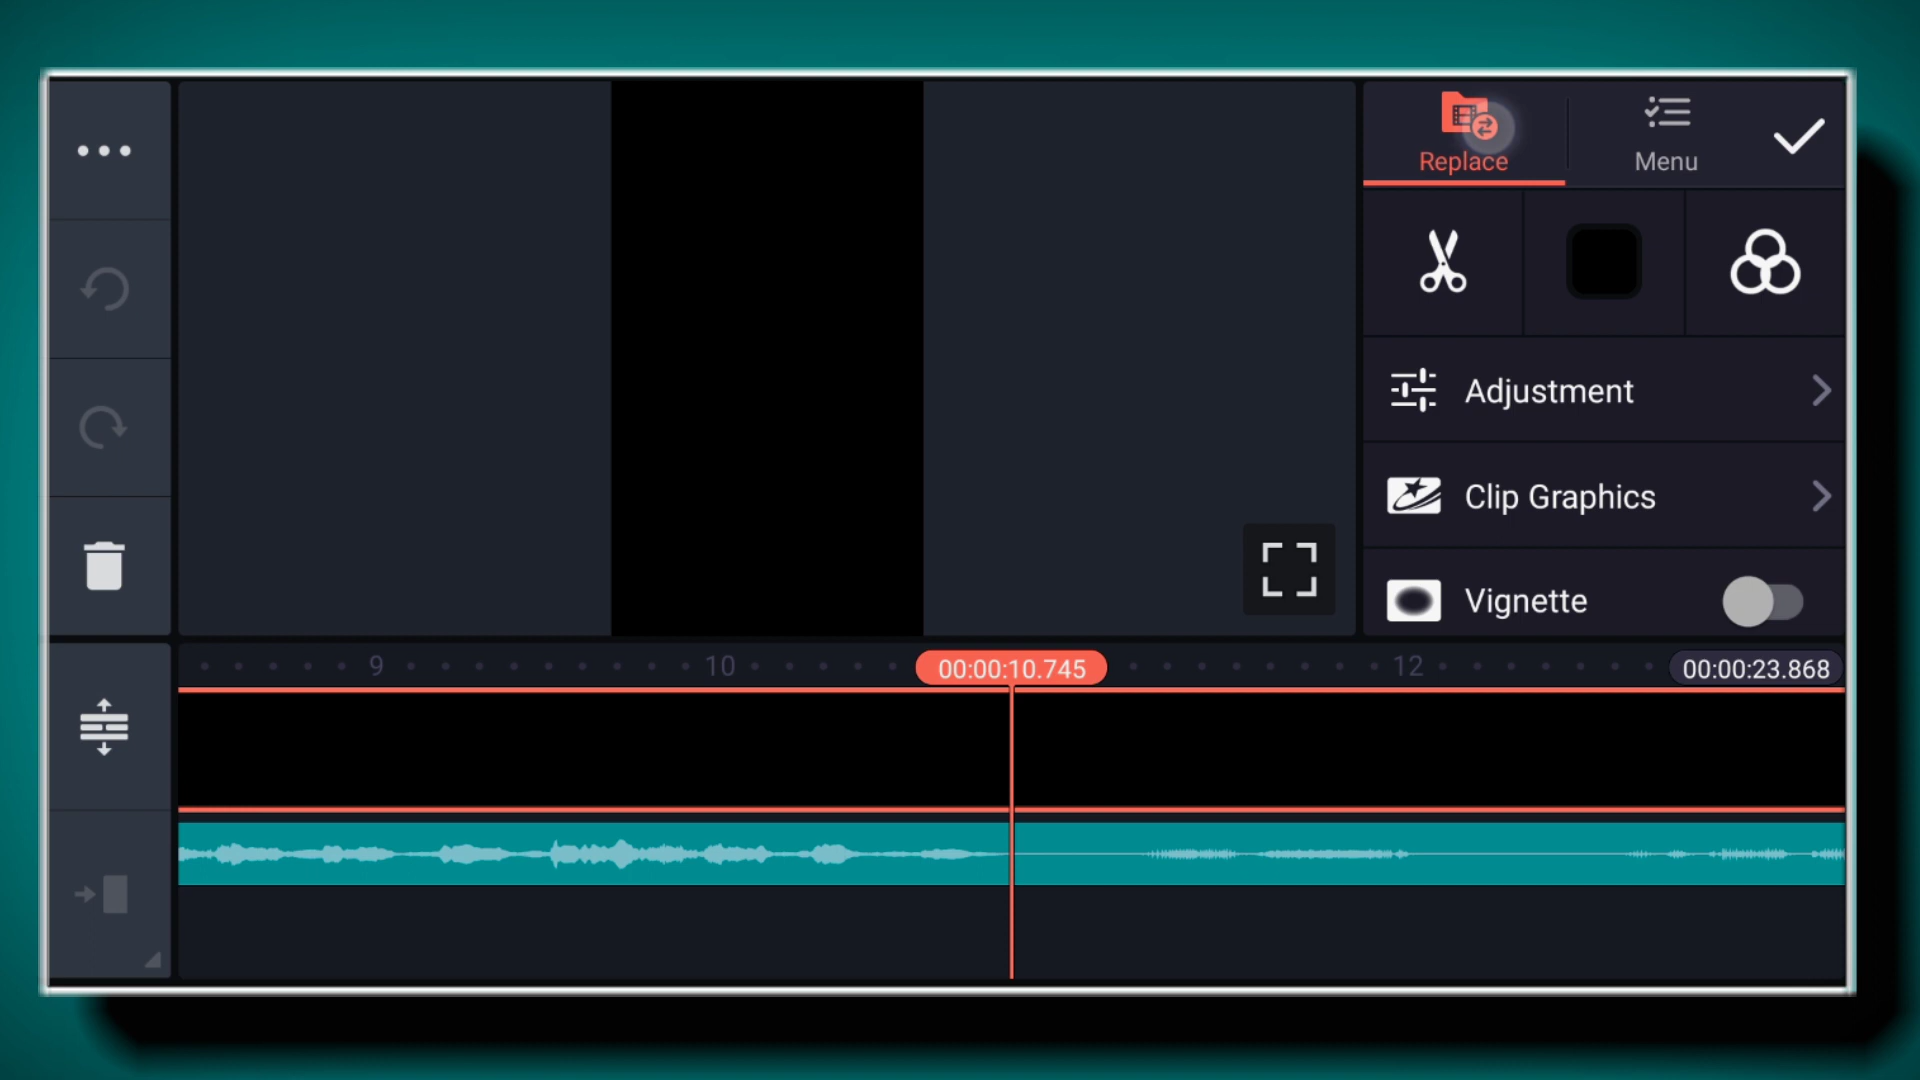 Replace
Menu
Adjustment
Clip Graphics
Vignette
9
10
00:00:10.745
12
00:00:23.868